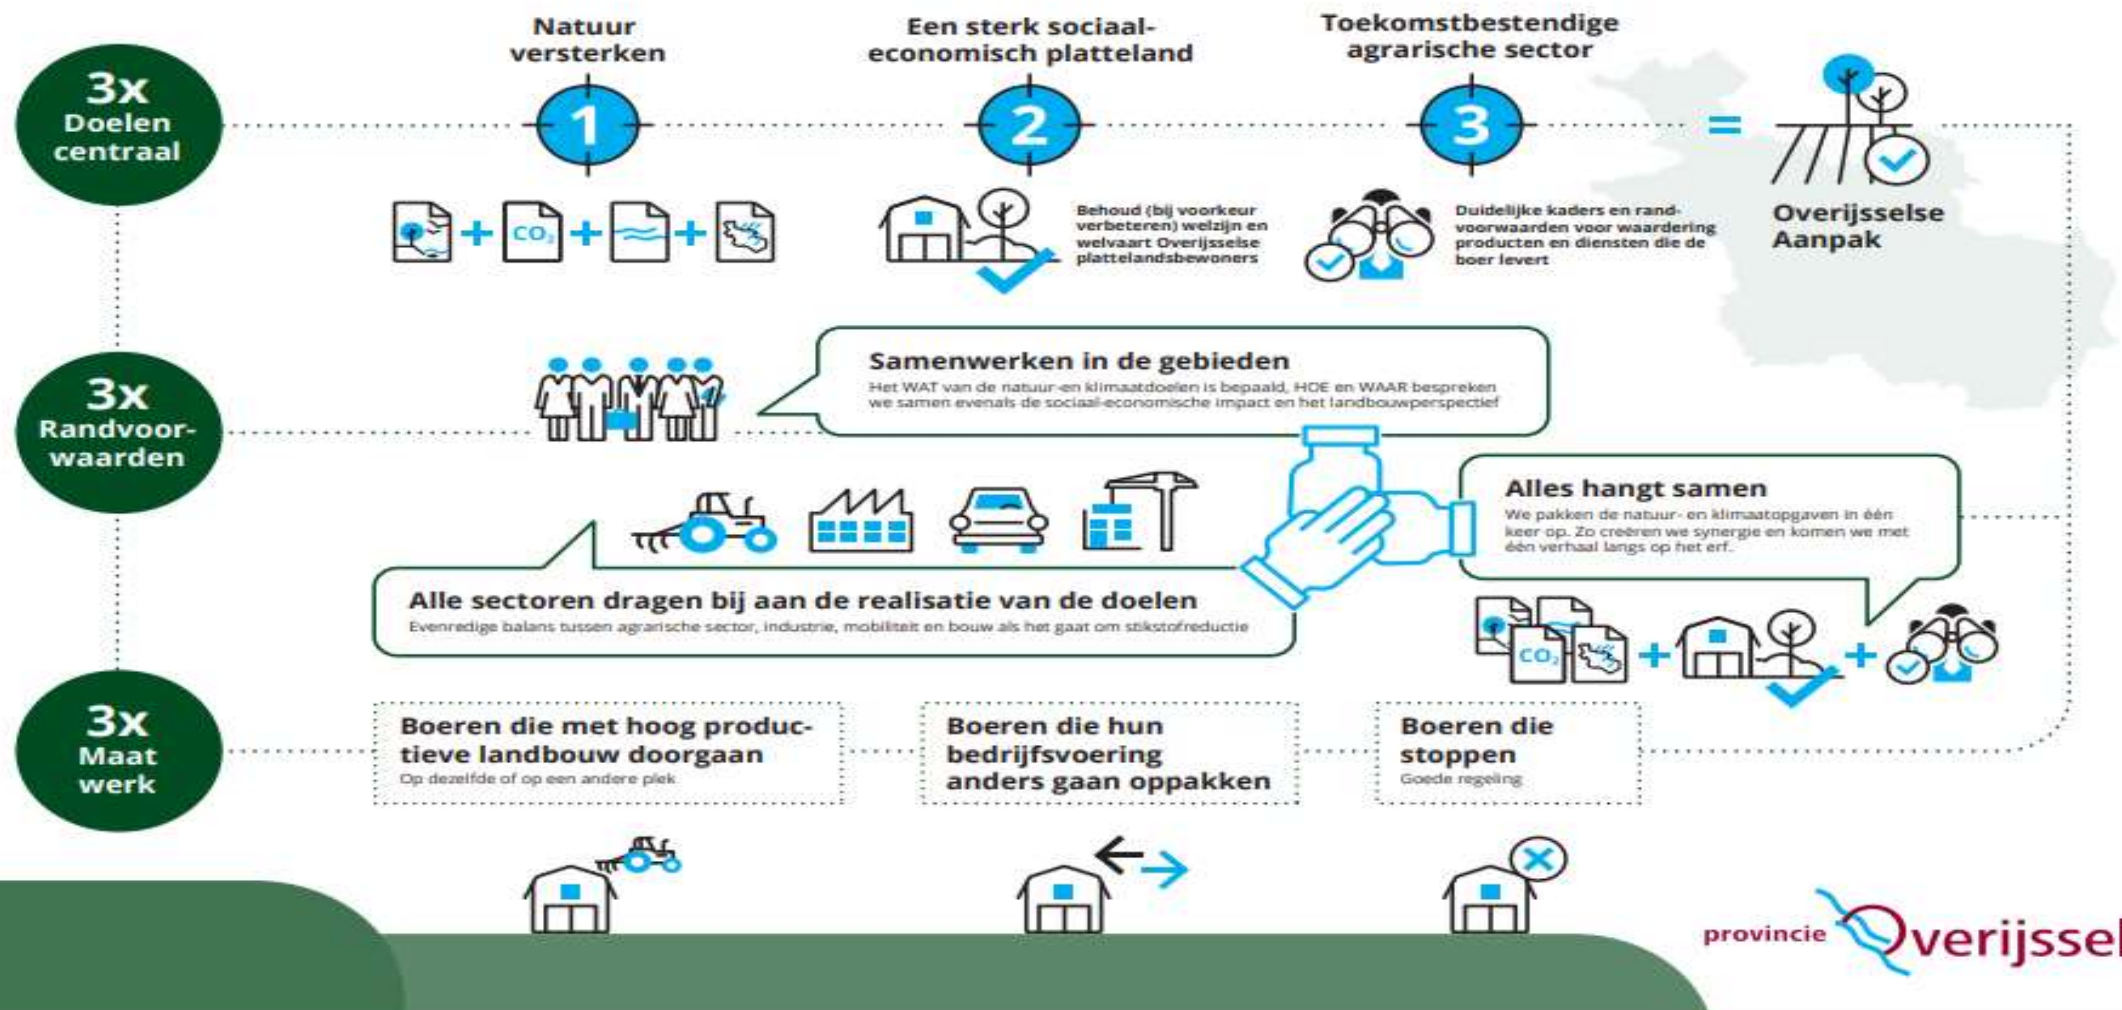 3x
Doelen
centraal
Natuur
versterken
1
Een sterk sociaal-
economisch platteland
2
Toekomstbestendige
agrarische sector
3
=
Overijsselse
Aanpak
+
CO₂
+
+
Behoud (bij voorkeur
verbeteren) welzijn en
welvaart Overijsselse
plattelandsbewoners
Duidelijke kaders en rand-
voorwaarden voor waardering
producten en diensten die de
boer levert
3x
Randvoor-
waarden
Samenwerken in de gebieden
Het WAT van de natuur-en klimaatdoelen is bepaald, HOE en WAAR bespreken
we samen evenals de sociaal-economische impact en het landbouwperspectief
Alles hangt samen
We pakken de natuur- en klimaatopgaven in één
keer op. Zo creëren we synergie en komen we met
één verhaal langs op het erf.
Alle sectoren dragen bij aan de realisatie van de doelen
Evenredige balans tussen agrarische sector, industrie, mobiliteit en bouw als het gaat om stikstofreductie
CO₂
+
+
3x
Maat
werk
Boeren die met hoog produc-
tieve landbouw doorgaan
Op dezelfde of op een andere plek
Boeren die hun
bedrijfsvoering
anders gaan oppakken
Boeren die
stoppen
Goede regeling
provincie Overijssel